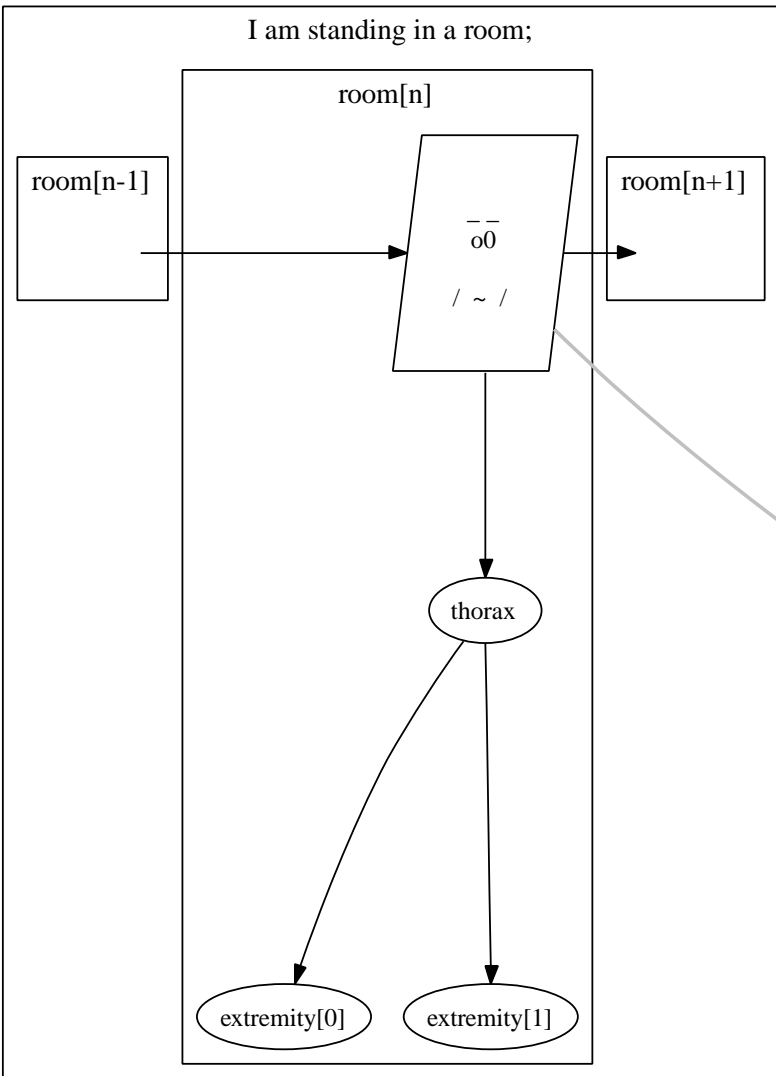 I am standing in a room;
room[n]
room[n-1]
room[n+1]
_ _
o0
/ ~ /
thorax
extremity[0]
extremity[1]